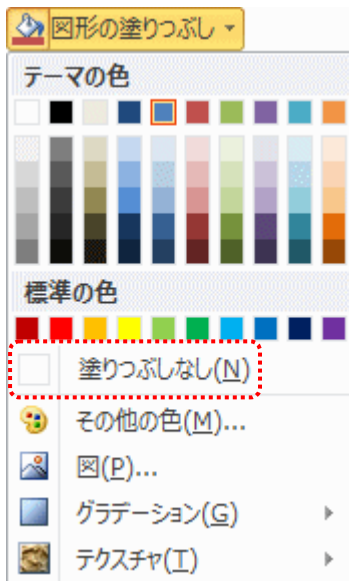 図形の塗りつぶし
テーマの色
標準の色
塗りつぶしなし(N)
その他の色(M)...
図(P)...
グラデーション(G)
テクスチャ(T)